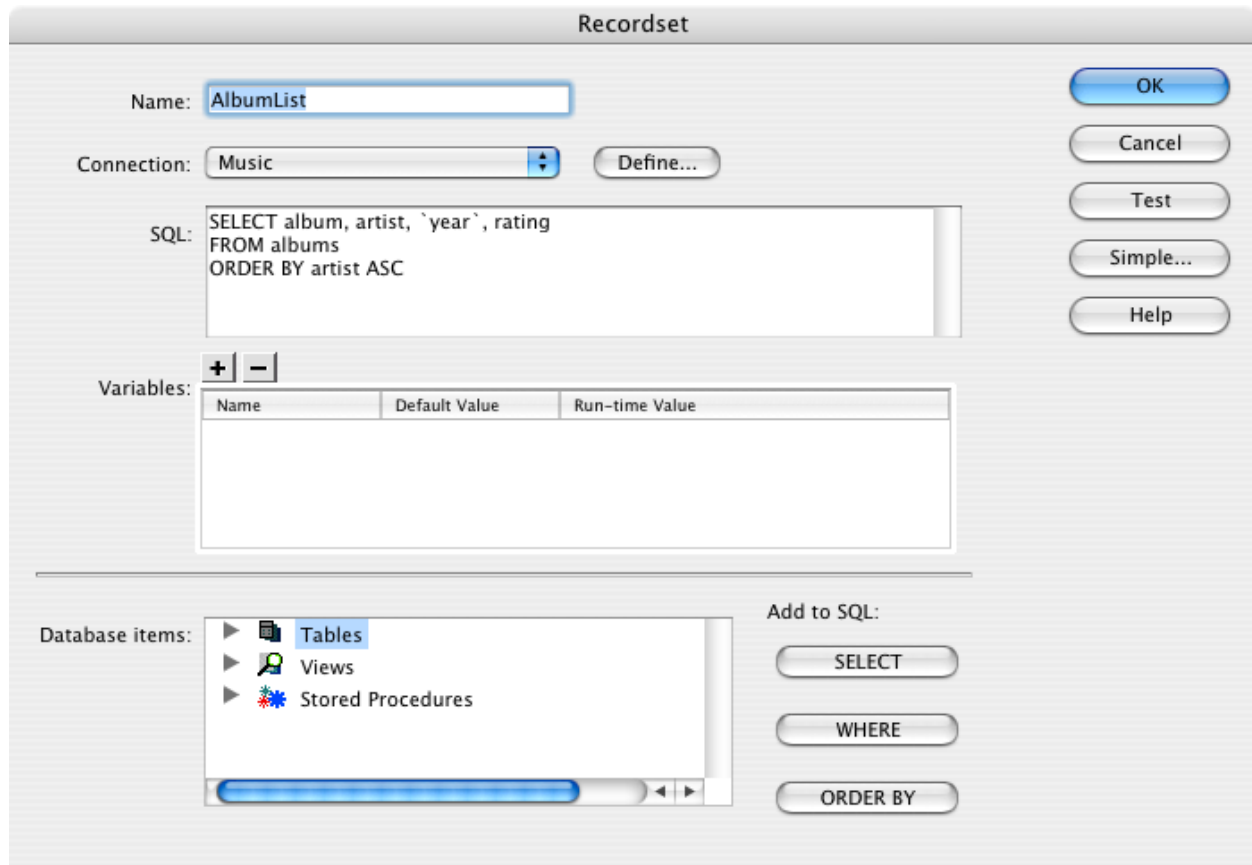 Recordset
Name: AlbumList
OK
Connection: Music Define...
Cancel
SQL: SELECT album, artist, `year`, rating
FROM albums
ORDER BY artist ASC
Test
Simple...
Help
+ −
Variables:
Name Default Value Run-time Value
Database items: Tables
Views
Stored Procedures
Add to SQL:
SELECT
WHERE
ORDER BY